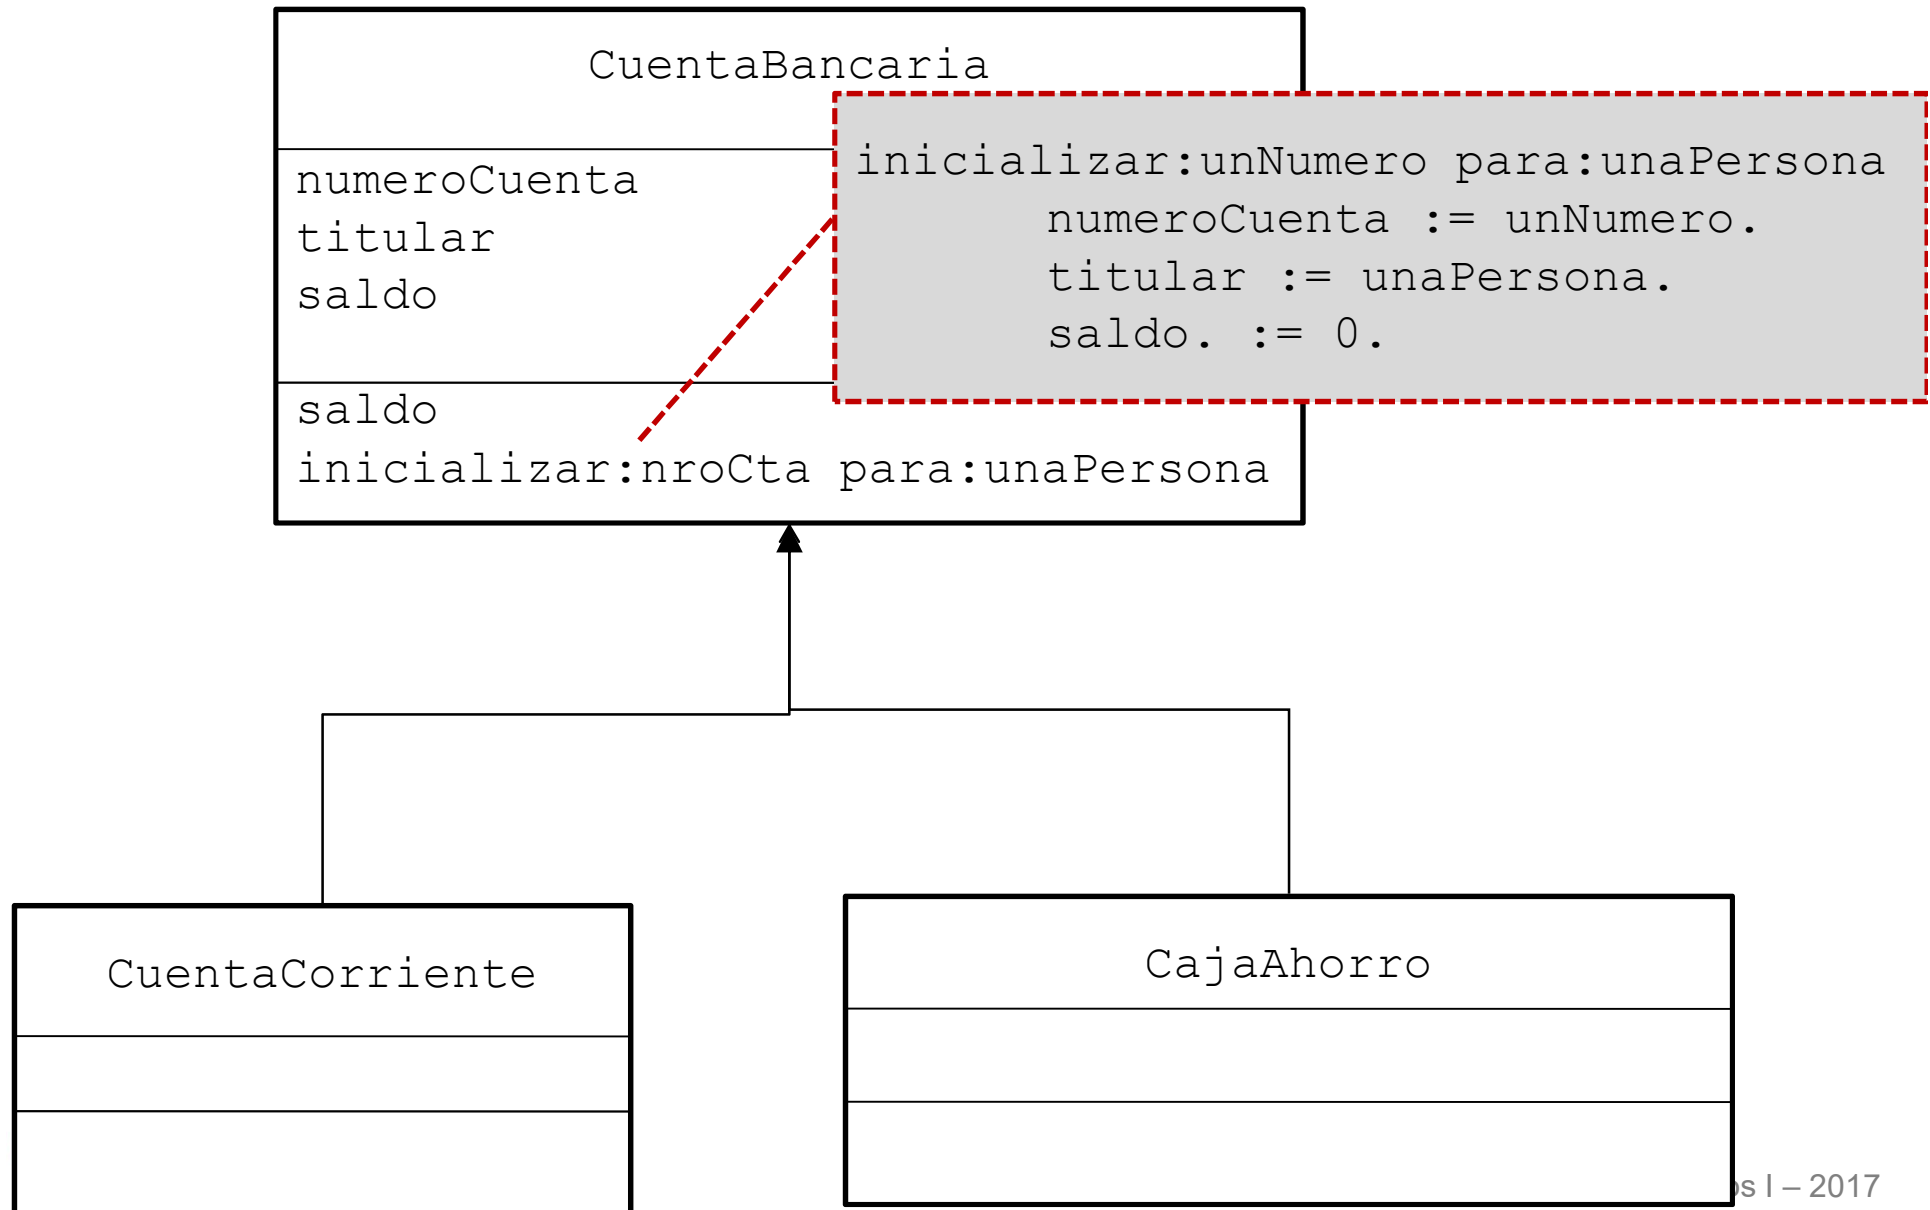 CuentaBancaria
numeroCuenta
titular
saldo
inicializar:unNumero para:unaPersona
numeroCuenta := unNumero.
titular := unaPersona.
saldo. := 0.
saldo
inicializar:nroCta para:unaPersona
CuentaCorriente
CajaAhorro
I – 2017